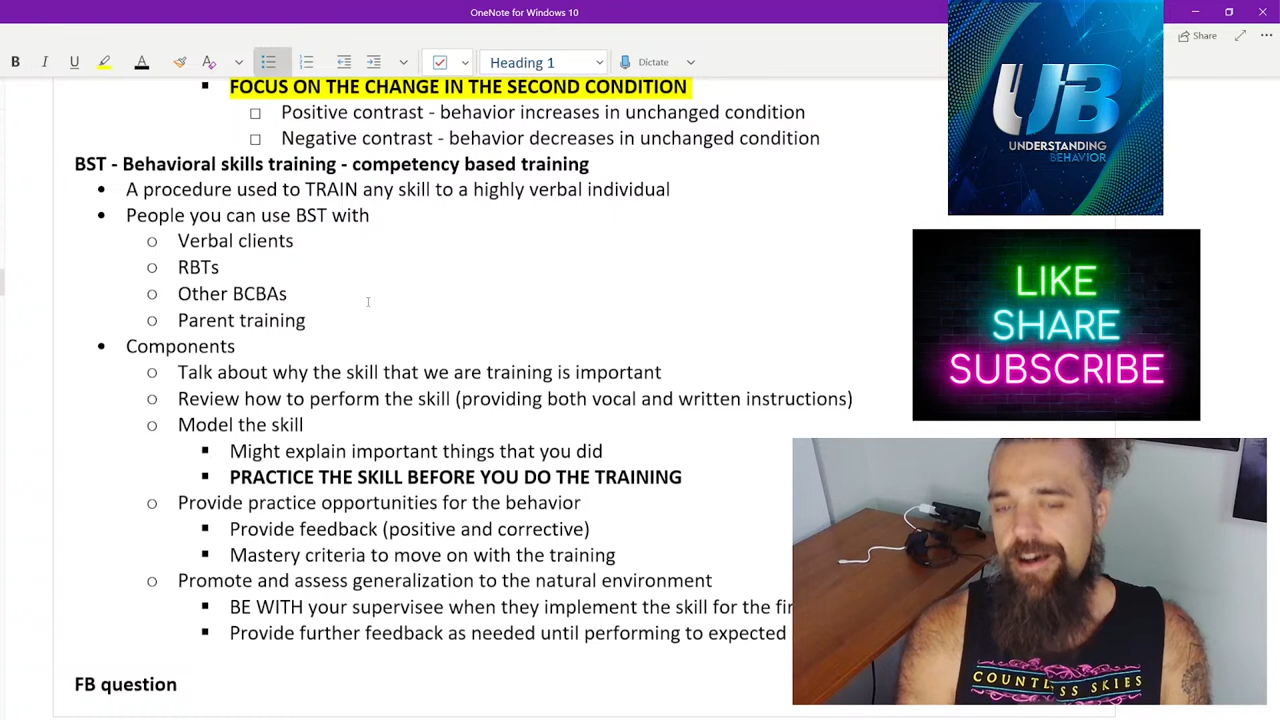 OneNote for Windows 10
B I U A A Heading 1 Dictate Share
FOCUS ON THE CHANGE IN THE SECOND CONDITION
Positive contrast - behavior increases in unchanged condition
Negative contrast - behavior decreases in unchanged condition
BST - Behavioral skills training - competency based training
A procedure used to TRAIN any skill to a highly verbal individual
People you can use BST with
Verbal clients
RBTs
Other BCBAs
Parent training
Components
Talk about why the skill that we are training is important
Review how to perform the skill (providing both vocal and written instructions)
Model the skill
Might explain important things that you did
PRACTICE THE SKILL BEFORE YOU DO THE TRAINING
Provide practice opportunities for the behavior
Provide feedback (positive and corrective)
Mastery criteria to move on with the training
Promote and assess generalization to the natural environment
BE WITH your supervisee when they implement the skill for the
Provide further feedback as needed until performing to expected
FB question
UB
UNDERSTANDING
BEHAVIOR
LIKE
SHARE
SUBSCRIBE
COUNTLESS SKIES